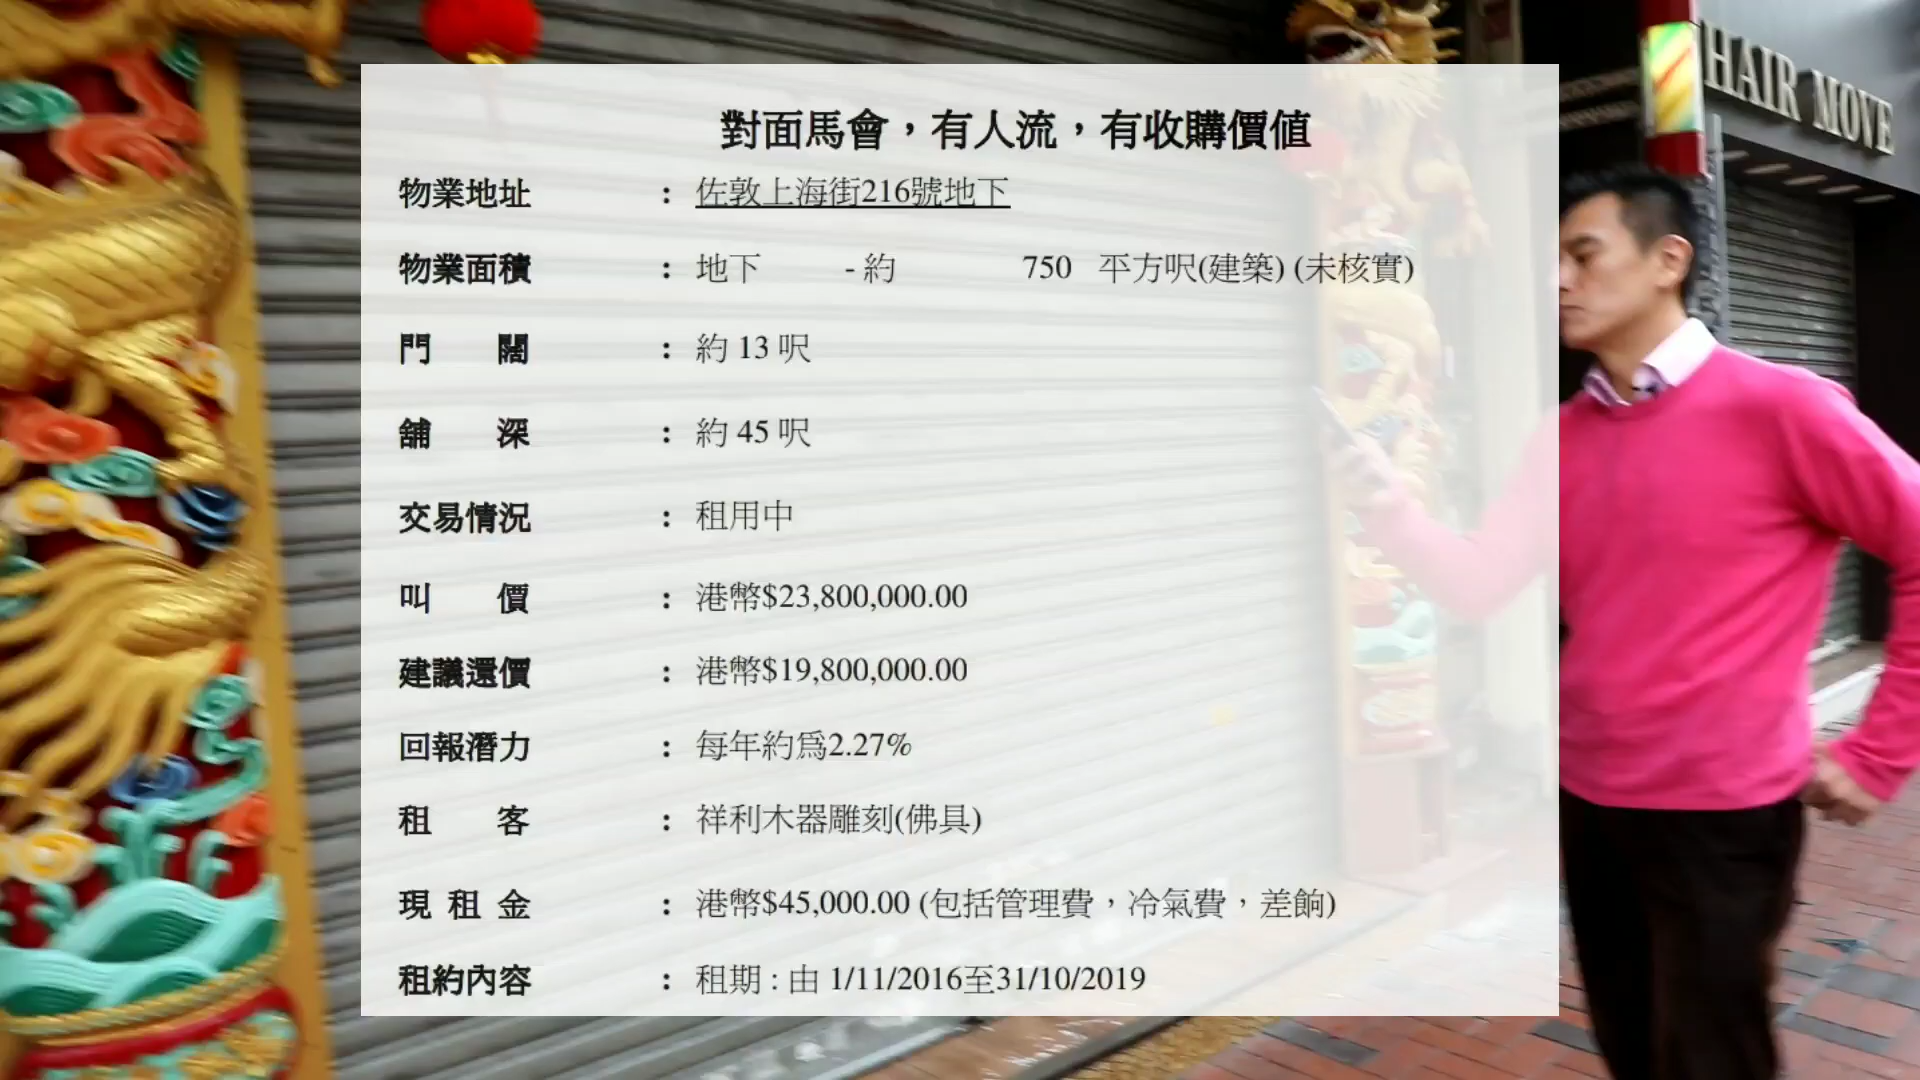 對面馬會，有人流，有收購價值
物業地址 : 佐敦上海街216號地下
物業面積 : 地下 - 約 750 平方呎(建築) (未核實)
門 闊 : 約 13 呎
舖 深 : 約 45 呎
交易情況 : 租用中
叫 價 : 港幣$23,800,000.00
建議還價 : 港幣$19,800,000.00
回報潛力 : 每年約為2.27%
租 客 : 祥利木器雕刻(佛具)
現 租 金 : 港幣$45,000.00 (包括管理費，冷氣費，差餉)
租約內容 : 租期 : 由 1/11/2016至31/10/2019
HAIR MOVE